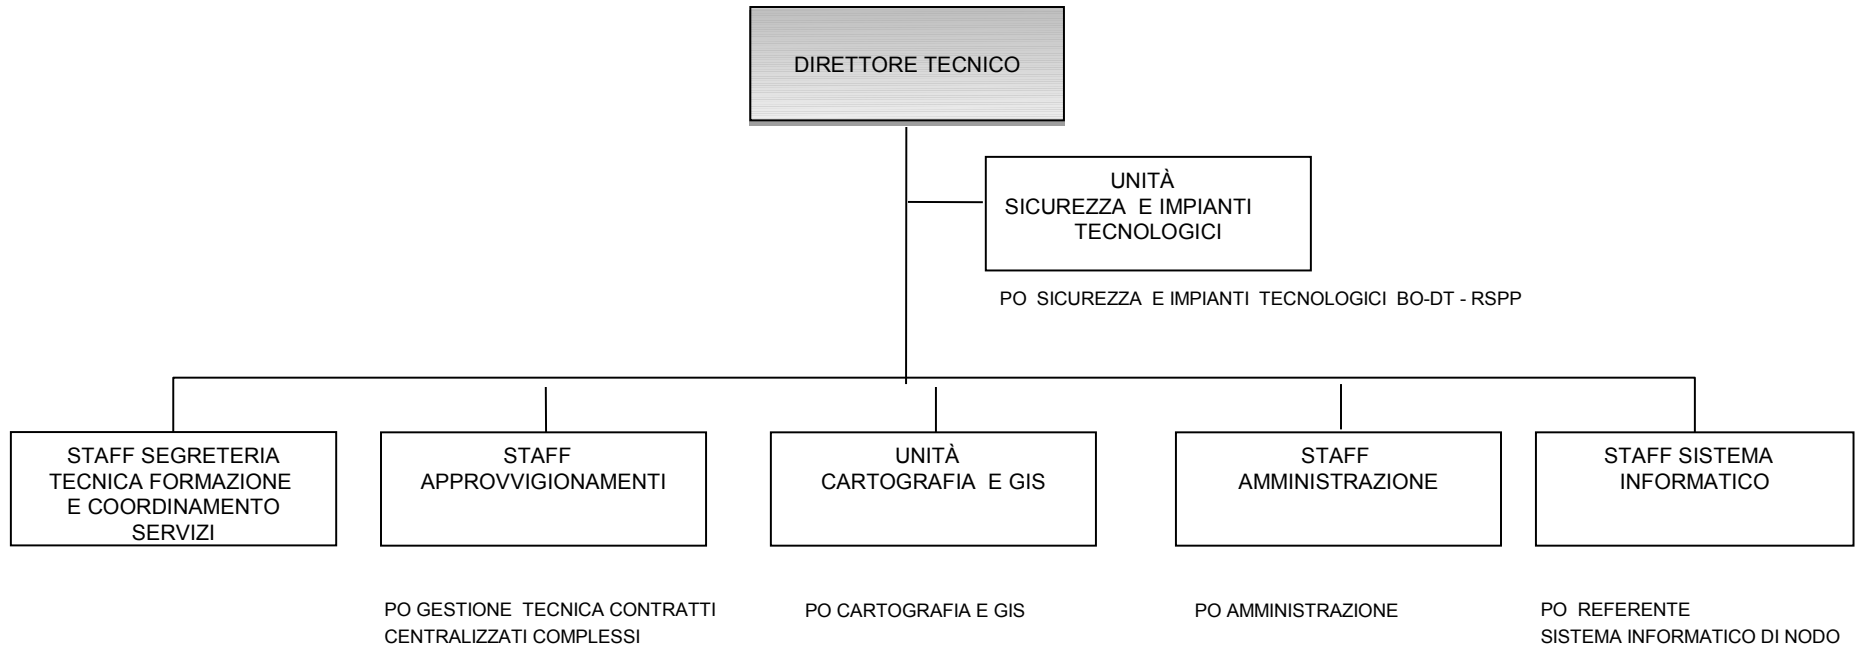 DIRETTORE TECNICO
UNITÀ
SICUREZZA E IMPIANTI
TECNOLOGICI
PO SICUREZZA E IMPIANTI TECNOLOGICI BO-DT - RSPP
STAFF SEGRETERIA
TECNICA FORMAZIONE
E COORDINAMENTO
SERVIZI
STAFF
APPROVVIGIONAMENTI
UNITÀ
CARTOGRAFIA E GIS
STAFF
AMMINISTRAZIONE
STAFF SISTEMA
INFORMATICO
PO GESTIONE TECNICA CONTRATTI
CENTRALIZZATI COMPLESSI
PO CARTOGRAFIA E GIS
PO AMMINISTRAZIONE
PO REFERENTE
SISTEMA INFORMATICO DI NODO